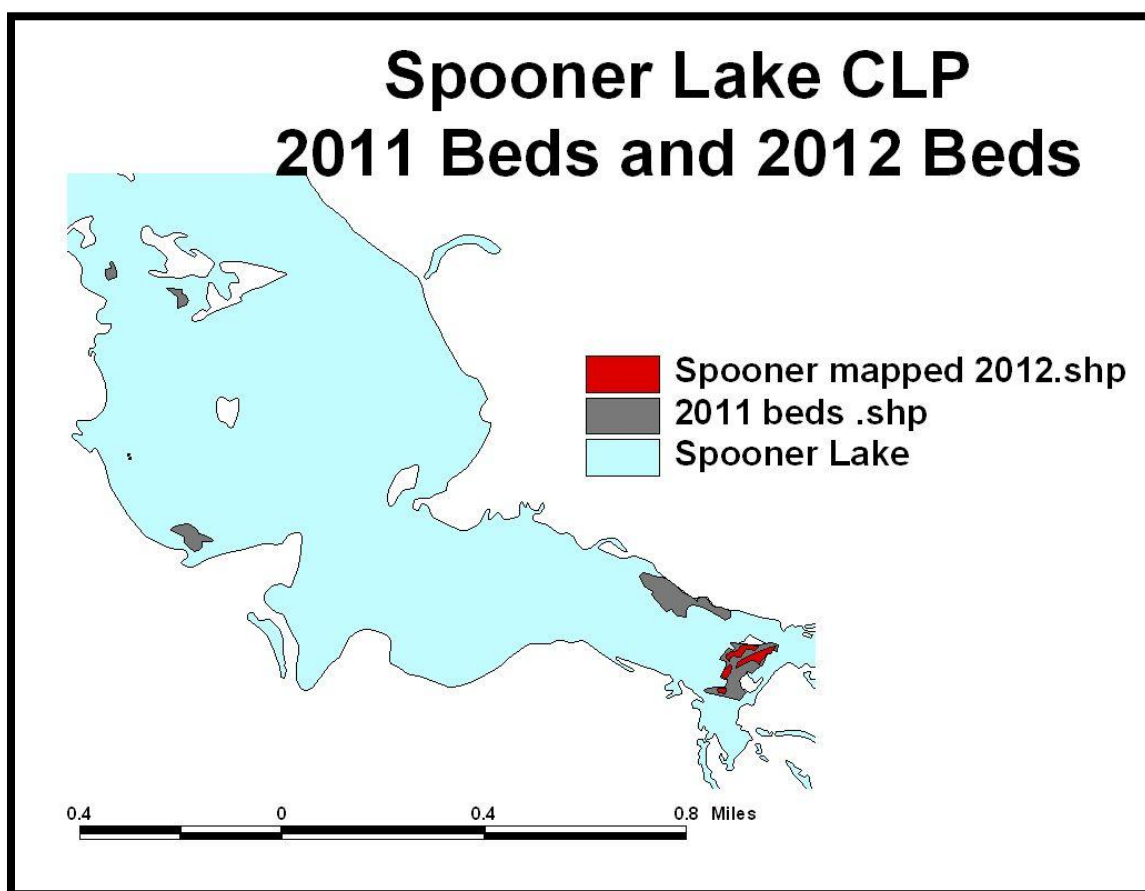 Spooner Lake CLP
2011 Beds and 2012 Beds
Spooner mapped 2012.shp
2011 beds .shp
Spooner Lake
0.4 0 0.4 0.8 Miles